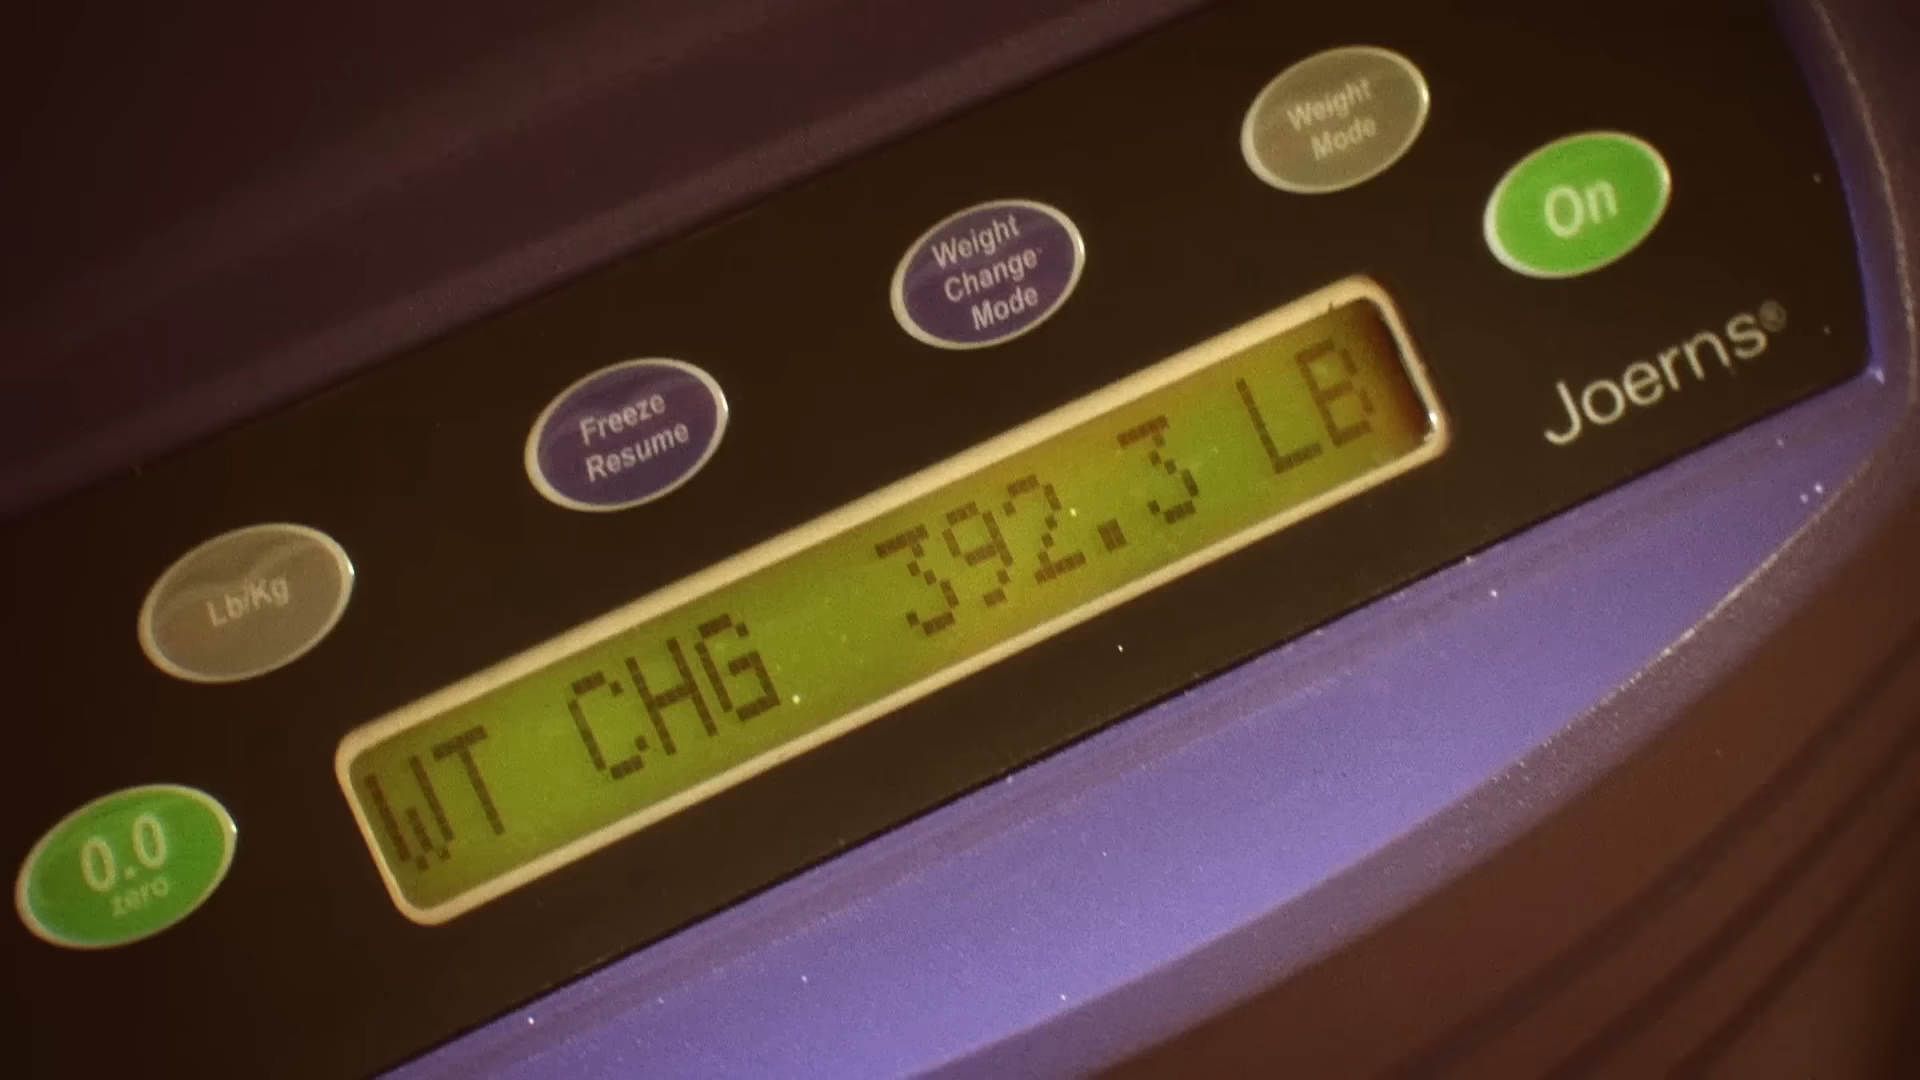 Weight
Mode
On
Weight
Change
Mode
Freeze
Resume
Lb/Kg
0.0
zero
WT CHG 392.3 LB
Joerns®